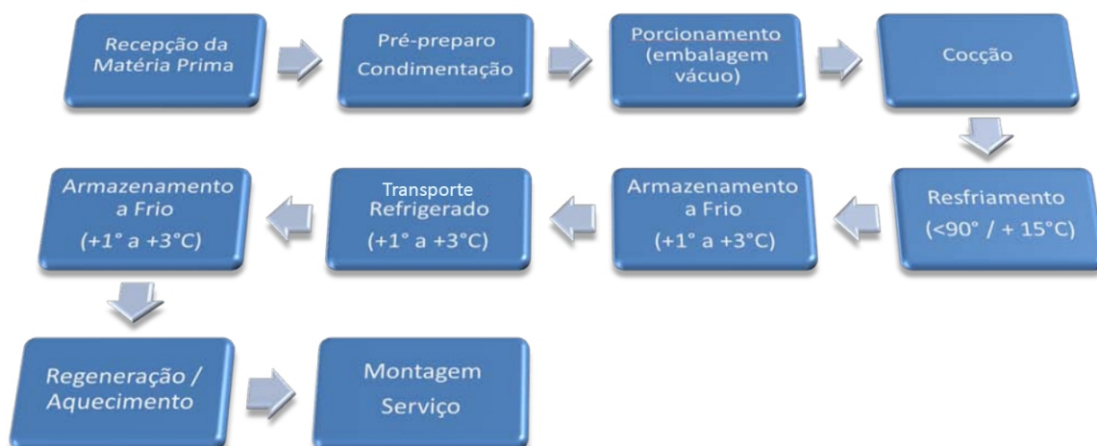 Recepção da
Matéria Prima
Pré-preparo
Condimentação
Porcionamento
(embalagem
vácuo)
Cocção
Resfriamento
(<90° / + 15°C)
Armazenamento
a Frio
(+1° a +3°C)
Transporte
Refrigerado
(+1° a +3°C)
Armazenamento
a Frio
(+1° a +3°C)
Regeneração /
Aquecimento
Montagem
Serviço